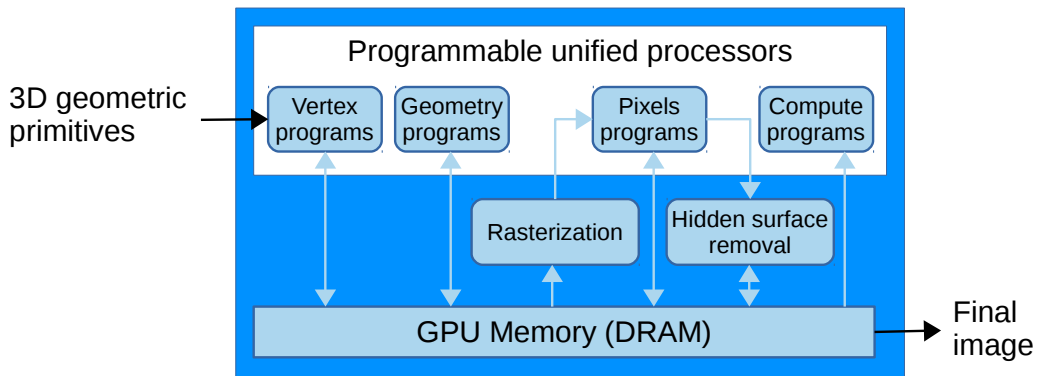 Programmable unified processors
3D geometric
primitives
Vertex
programs
Geometry
programs
Pixels
programs
Compute
programs
Rasterization
Hidden surface
removal
GPU Memory (DRAM)
Final
image